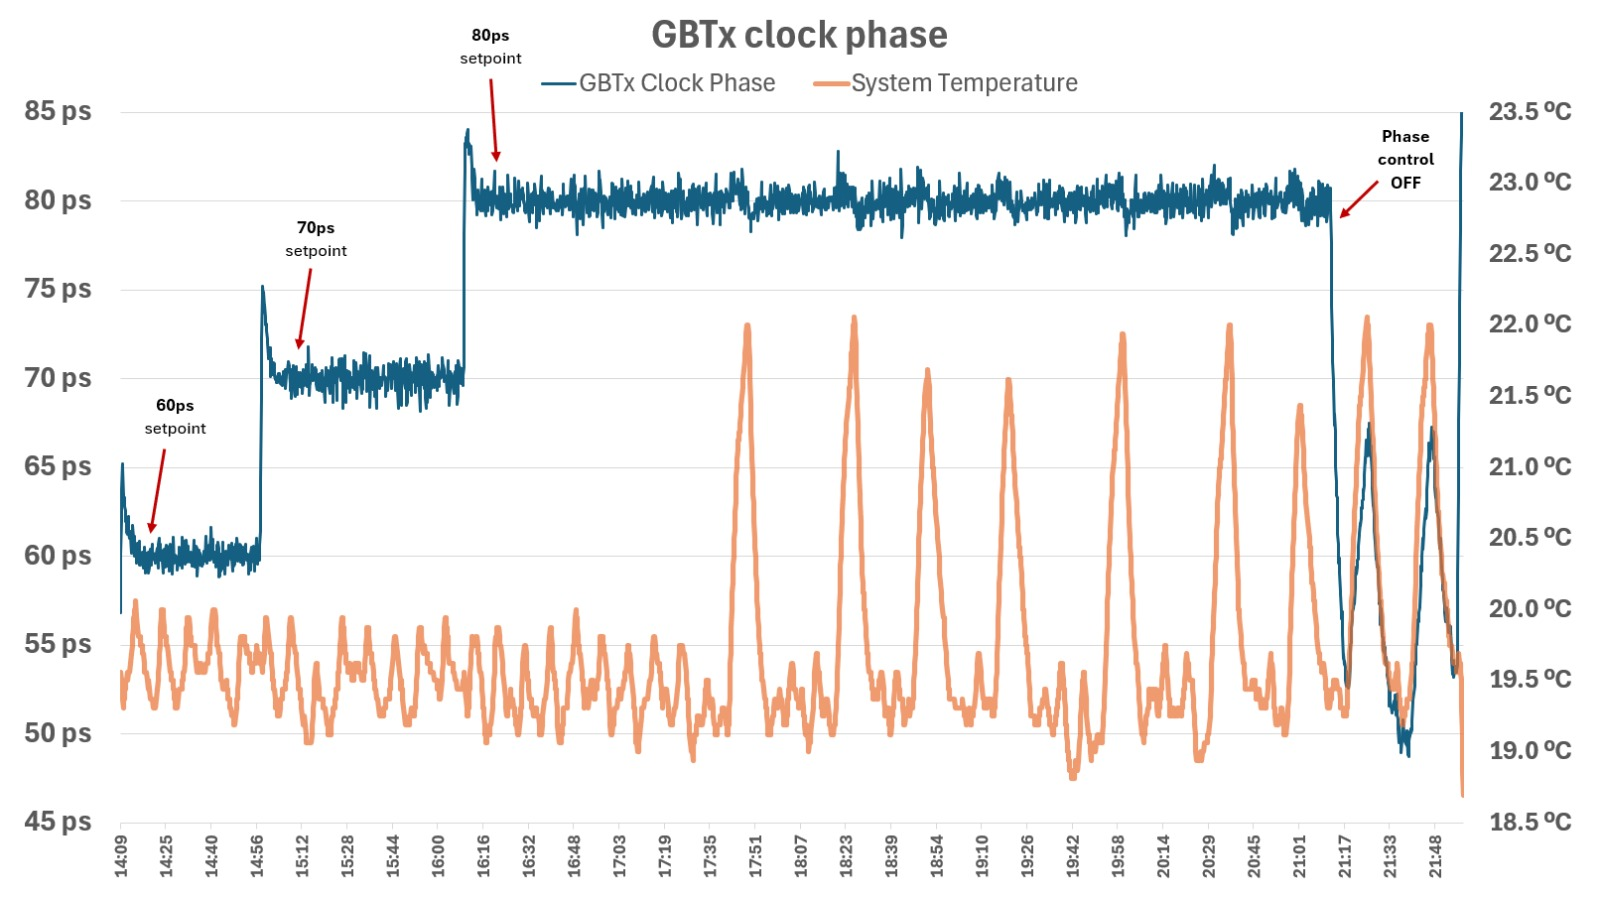 GBTx clock phase
80ps
setpoint
GBTx Clock Phase
System Temperature
85 ps
80 ps
75 ps
70 ps
65 ps
60 ps
55 ps
50 ps
45 ps
23.5 ºC
23.0 ºC
22.5 ºC
22.0 ºC
21.5 ºC
21.0 ºC
20.5 ºC
20.0 ºC
19.5 ºC
19.0 ºC
18.5 ºC
Phase
control
OFF
70ps
setpoint
60ps
setpoint
14:09
14:25
14:40
14:56
15:12
15:28
15:44
16:00
16:16
16:32
16:48
17:03
17:19
17:35
17:51
18:07
18:23
18:39
18:54
19:10
19:26
19:42
19:58
20:14
20:29
20:45
21:01
21:17
21:33
21:48